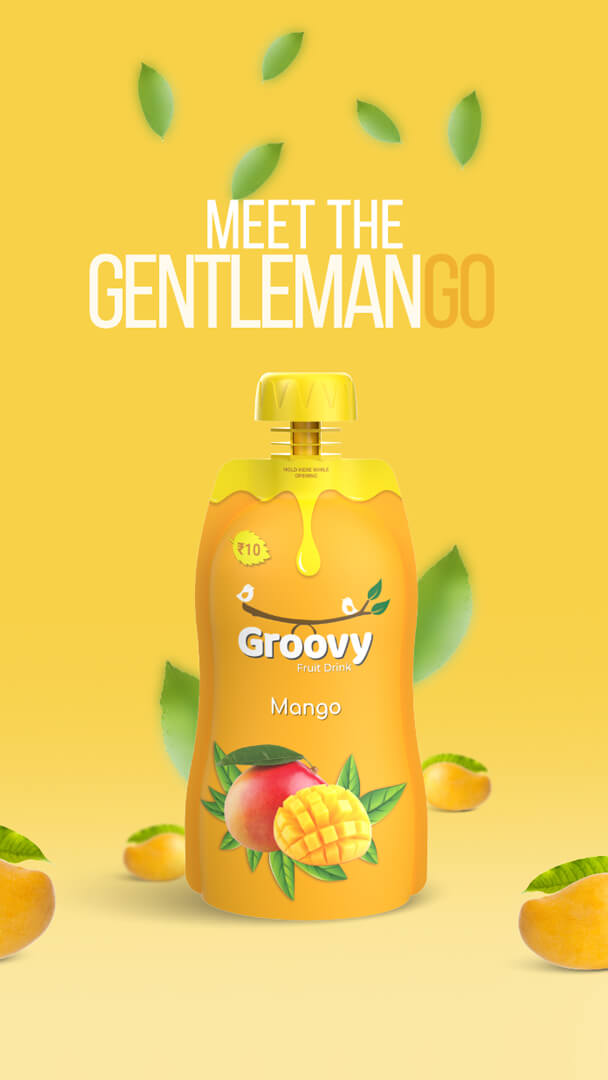 MEET THE
GENTLEMANGO
HOLD HERE WHILE
OPENING
₹10
Groovy
Fruit Drink
Mango